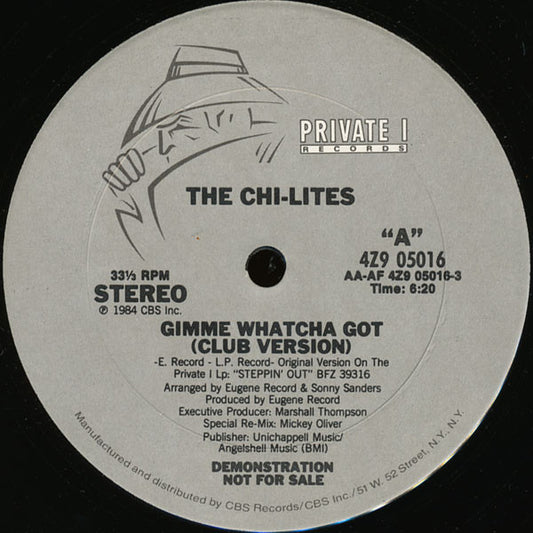 PRIVATE I
RECORDS
THE CHI-LITES
"A"
4Z9 05016
AA-AF 4Z9 05016-3
Time: 6:20
33⅓ RPM
STEREO
℗ 1984 CBS Inc.
GIMME WHATCHA GOT
(CLUB VERSION)
-E. Record - L.P. Record- Original Version On The
Private I Lp: "STEPPIN' OUT" BFZ 39316
Arranged by Eugene Record & Sonny Sanders
Produced by Eugene Record
Executive Producer: Marshall Thompson
Special Re-Mix: Mickey Oliver
Publisher: Unichappell Music/
Angelshell Music (BMI)
DEMONSTRATION
NOT FOR SALE
Manufactured and distributed by CBS Records/CBS Inc./51 W. 52 Street, N.Y., N.Y.